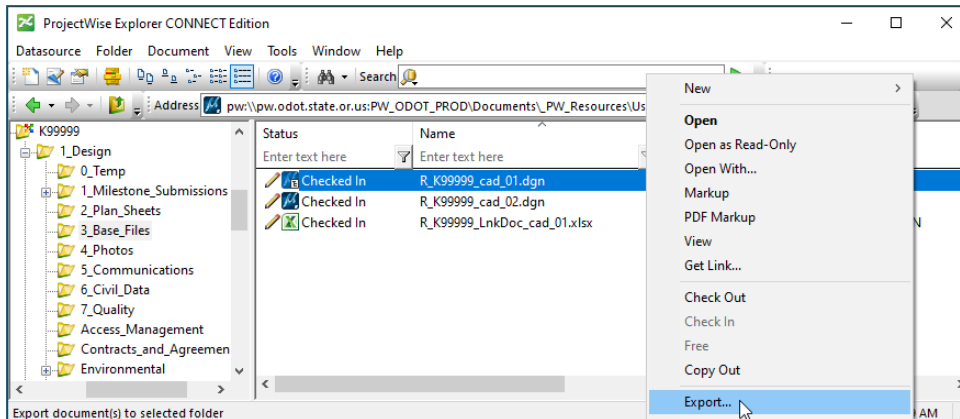 ProjectWise Explorer CONNECT Edition
Datasource Folder Document View Tools Window Help
Search
Address pw:\\pw.odot.state.or.us:PW_ODOT_PROD\Documents\_PW_Resources\Us
K99999
1_Design
0_Temp
1_Milestone_Submissions
2_Plan_Sheets
3_Base_Files
4_Photos
5_Communications
6_Civil_Data
7_Quality
Access_Management
Contracts_and_Agreemen
Environmental
Status Name
Enter text here Enter text here
Checked In R_K99999_cad_01.dgn
Checked In R_K99999_cad_02.dgn
Checked In R_K99999_LnkDoc_cad_01.xlsx
N
New
Open
Open as Read-Only
Open With...
Markup
PDF Markup
View
Get Link...
Check Out
Check In
Free
Copy Out
Export...
Export document(s) to selected folder
AM